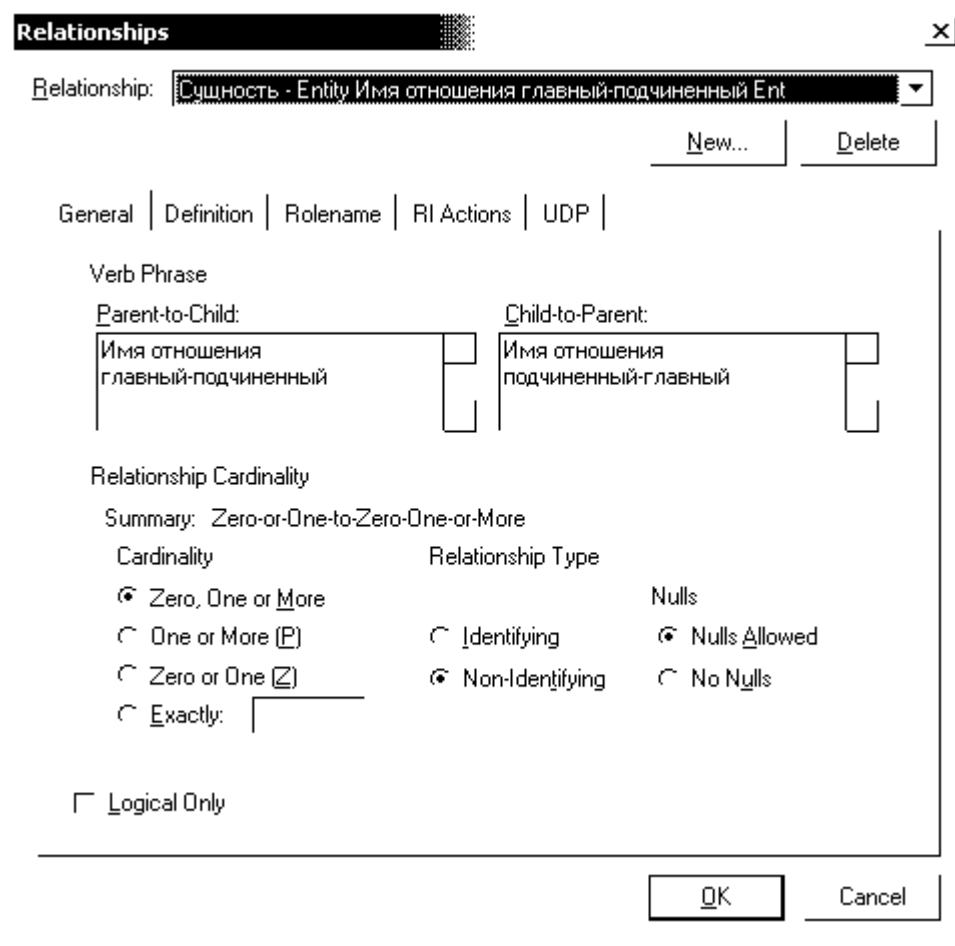 Relationships
Relationship: Сущность - Entity Имя отношения главный-подчиненный Ent
New... Delete
General Definition Rolename RI Actions UDP
Verb Phrase
Parent-to-Child: Child-to-Parent:
Имя отношения Имя отношения
главный-подчиненный подчиненный-главный
Relationship Cardinality
Summary: Zero-or-One-to-Zero-One-or-More
Cardinality Relationship Type
Zero, One or More Nulls
One or More (P) Identifying Nulls Allowed
Zero or One (Z) Non-Identifying No Nulls
Exactly:
Logical Only
OK Cancel